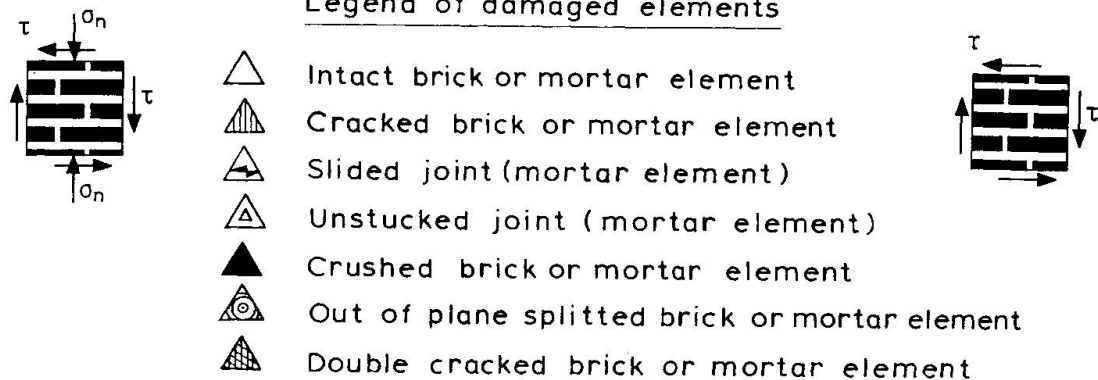 Legend of damaged elements
τ σn
τ
σn
Intact brick or mortar element
Cracked brick or mortar element
Slided joint (mortar element)
Unstucked joint (mortar element)
Crushed brick or mortar element
Out of plane splitted brick or mortar element
Double cracked brick or mortar element
τ
τ